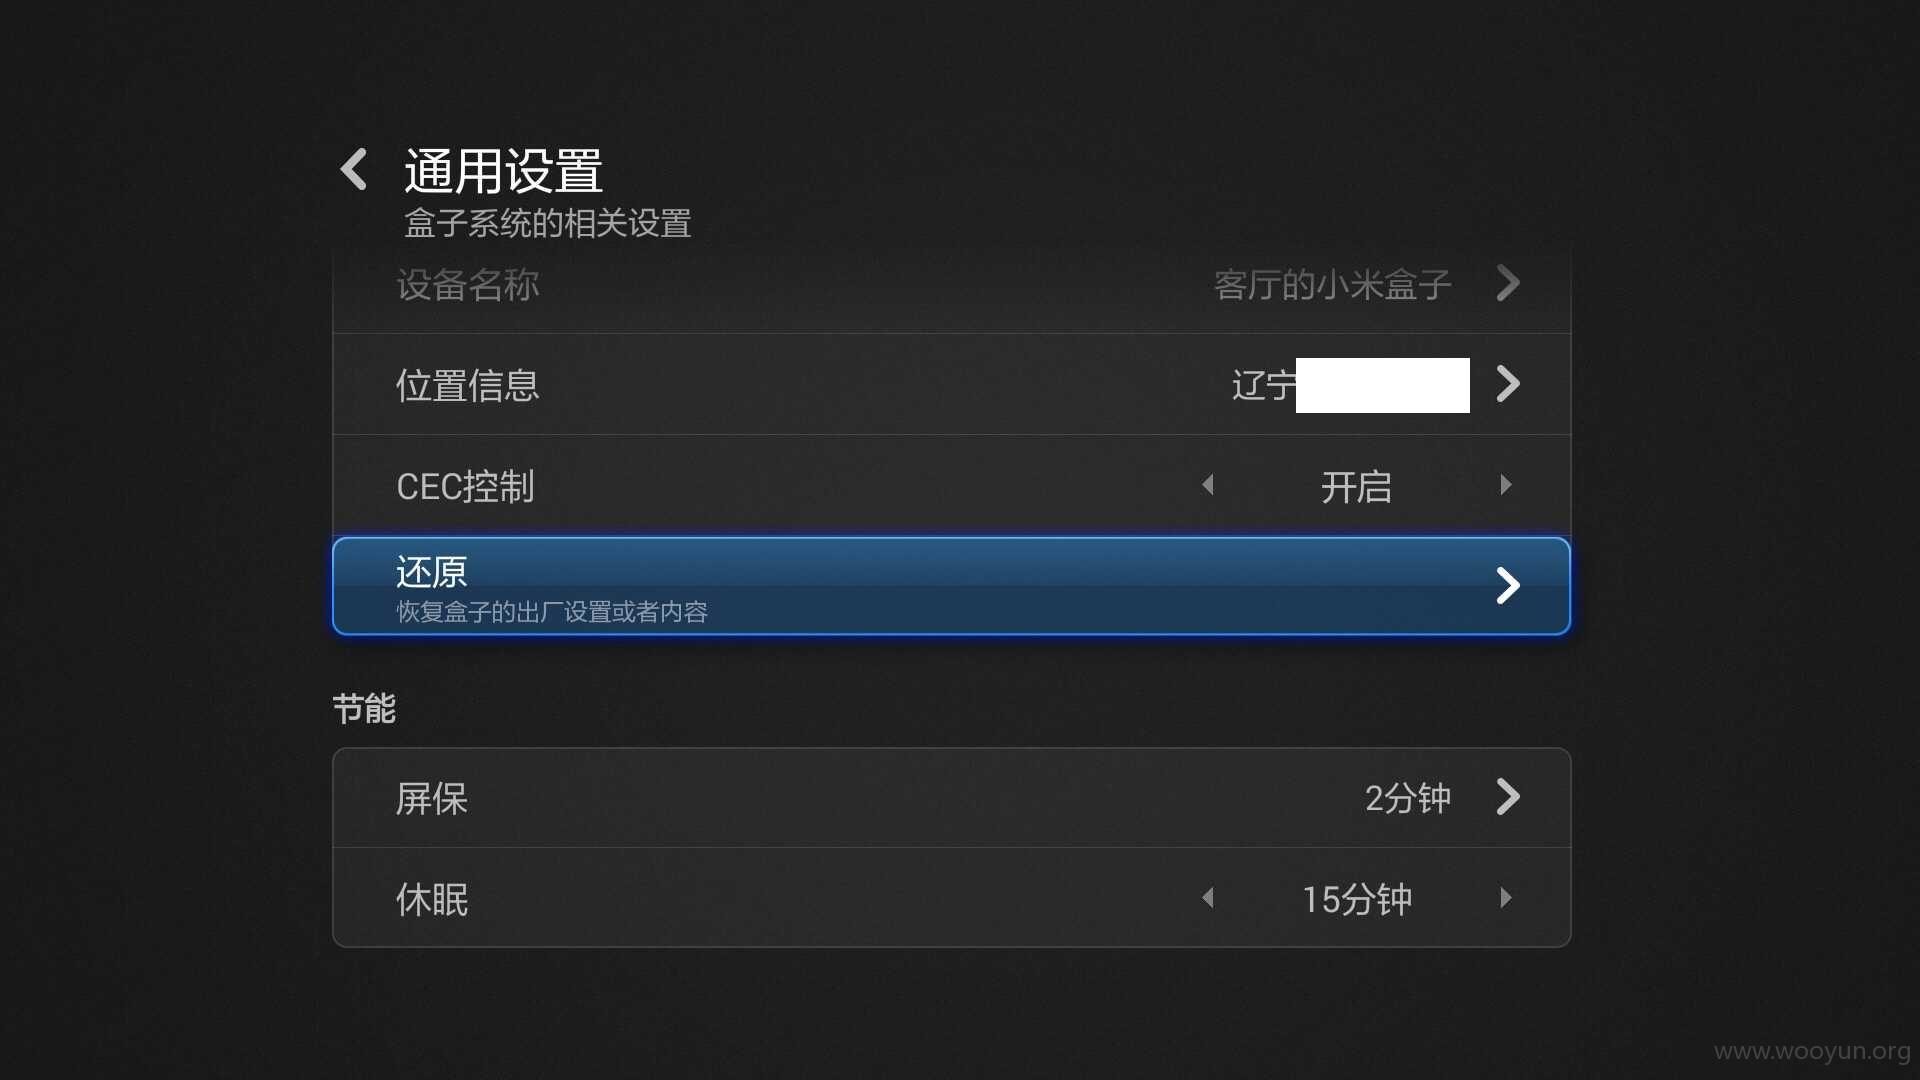 通用设置
盒子系统的相关设置
设备名称 客厅的小米盒子
位置信息 辽宁
CEC控制 开启
还原
恢复盒子的出厂设置或者内容
节能
屏保 2分钟
休眠 15分钟
www.wooyun.org